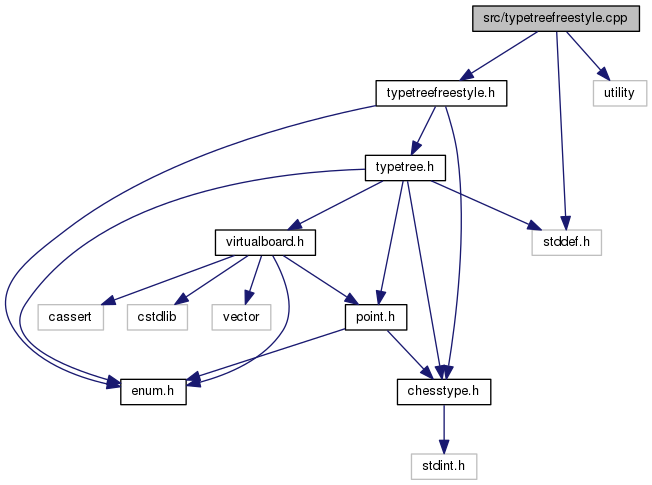 src/typetreefreestyle.cpp
typetreefreestyle.h
utility
typetree.h
virtualboard.h
stddef.h
cassert
cstdlib
vector
point.h
enum.h
chesstype.h
stdint.h